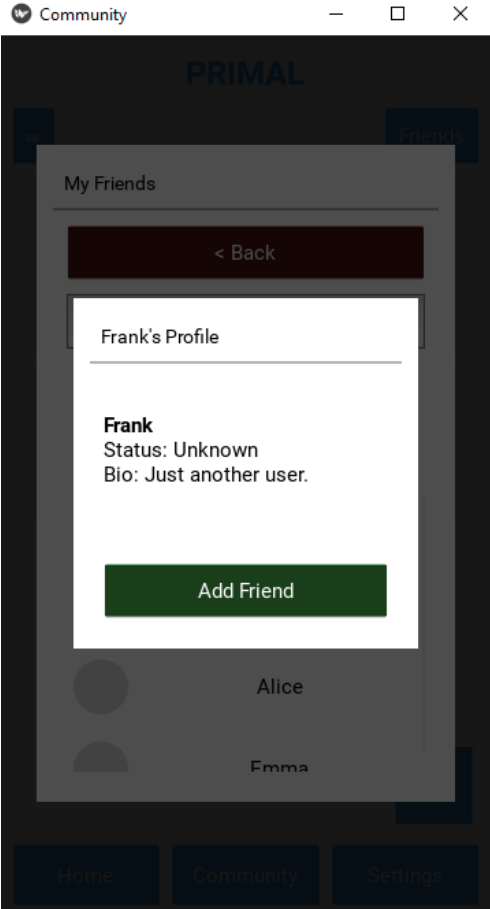 Community
PRIMAL
Friends
My Friends
< Back
Frank's Profile
Frank
Status: Unknown
Bio: Just another user.
Add Friend
Alice
Emma
Home
Community
Settings